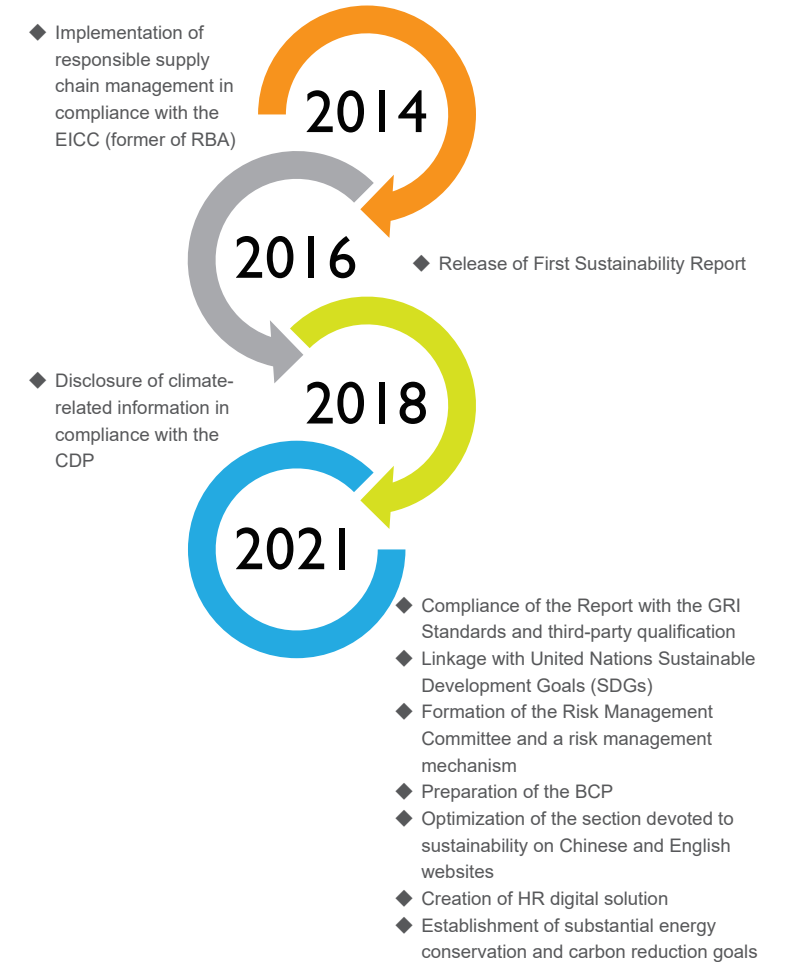 ◆ Implementation of
responsible supply
chain management in
compliance with the
EICC (former of RBA)
2014
2016
◆ Release of First Sustainability Report
◆ Disclosure of climate-
related information in
compliance with the
CDP
2018
2021
◆ Compliance of the Report with the GRI
Standards and third-party qualification
◆ Linkage with United Nations Sustainable
Development Goals (SDGs)
◆ Formation of the Risk Management
Committee and a risk management
mechanism
◆ Preparation of the BCP
◆ Optimization of the section devoted to
sustainability on Chinese and English
websites
◆ Creation of HR digital solution
◆ Establishment of substantial energy
conservation and carbon reduction goals